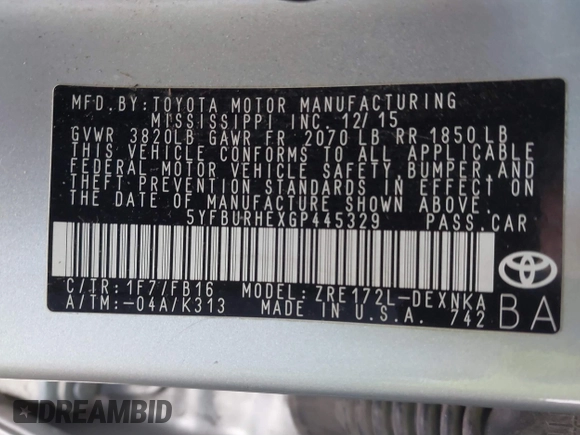 MFD. BY: TOYOTA MOTOR MANUFACTURING
MISSISSIPPI INC. 12/15
GVWR 3820LB GAWR FR 2070 LB RR 1850 LB
THIS VEHICLE CONFORMS TO ALL APPLICABLE
FEDERAL MOTOR VEHICLE SAFETY, BUMPER, AND
THEFT PREVENTION STANDARDS IN EFFECT ON
THE DATE OF MANUFACTURE SHOWN ABOVE.
5YFBURHEXGP445329 PASS. CAR
C/TR: 1F7/FB16 MODEL: ZRE172L-DEXNKA
A/TM:-04A/K313 MADE IN U.S.A. 742
BA
DREAMBID